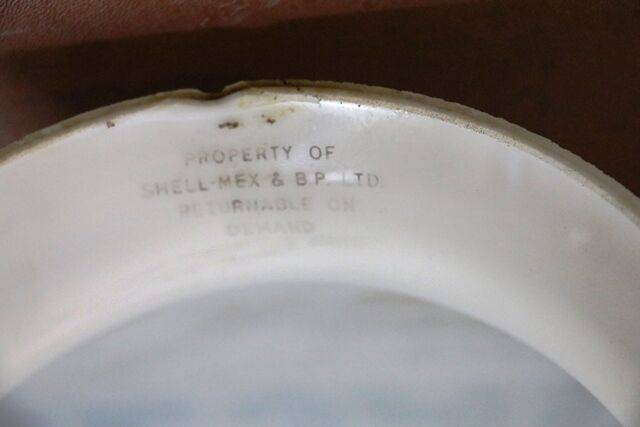 PROPERTY OF
SHELL-MEX & B.P. LTD.
RETURNABLE ON
DEMAND